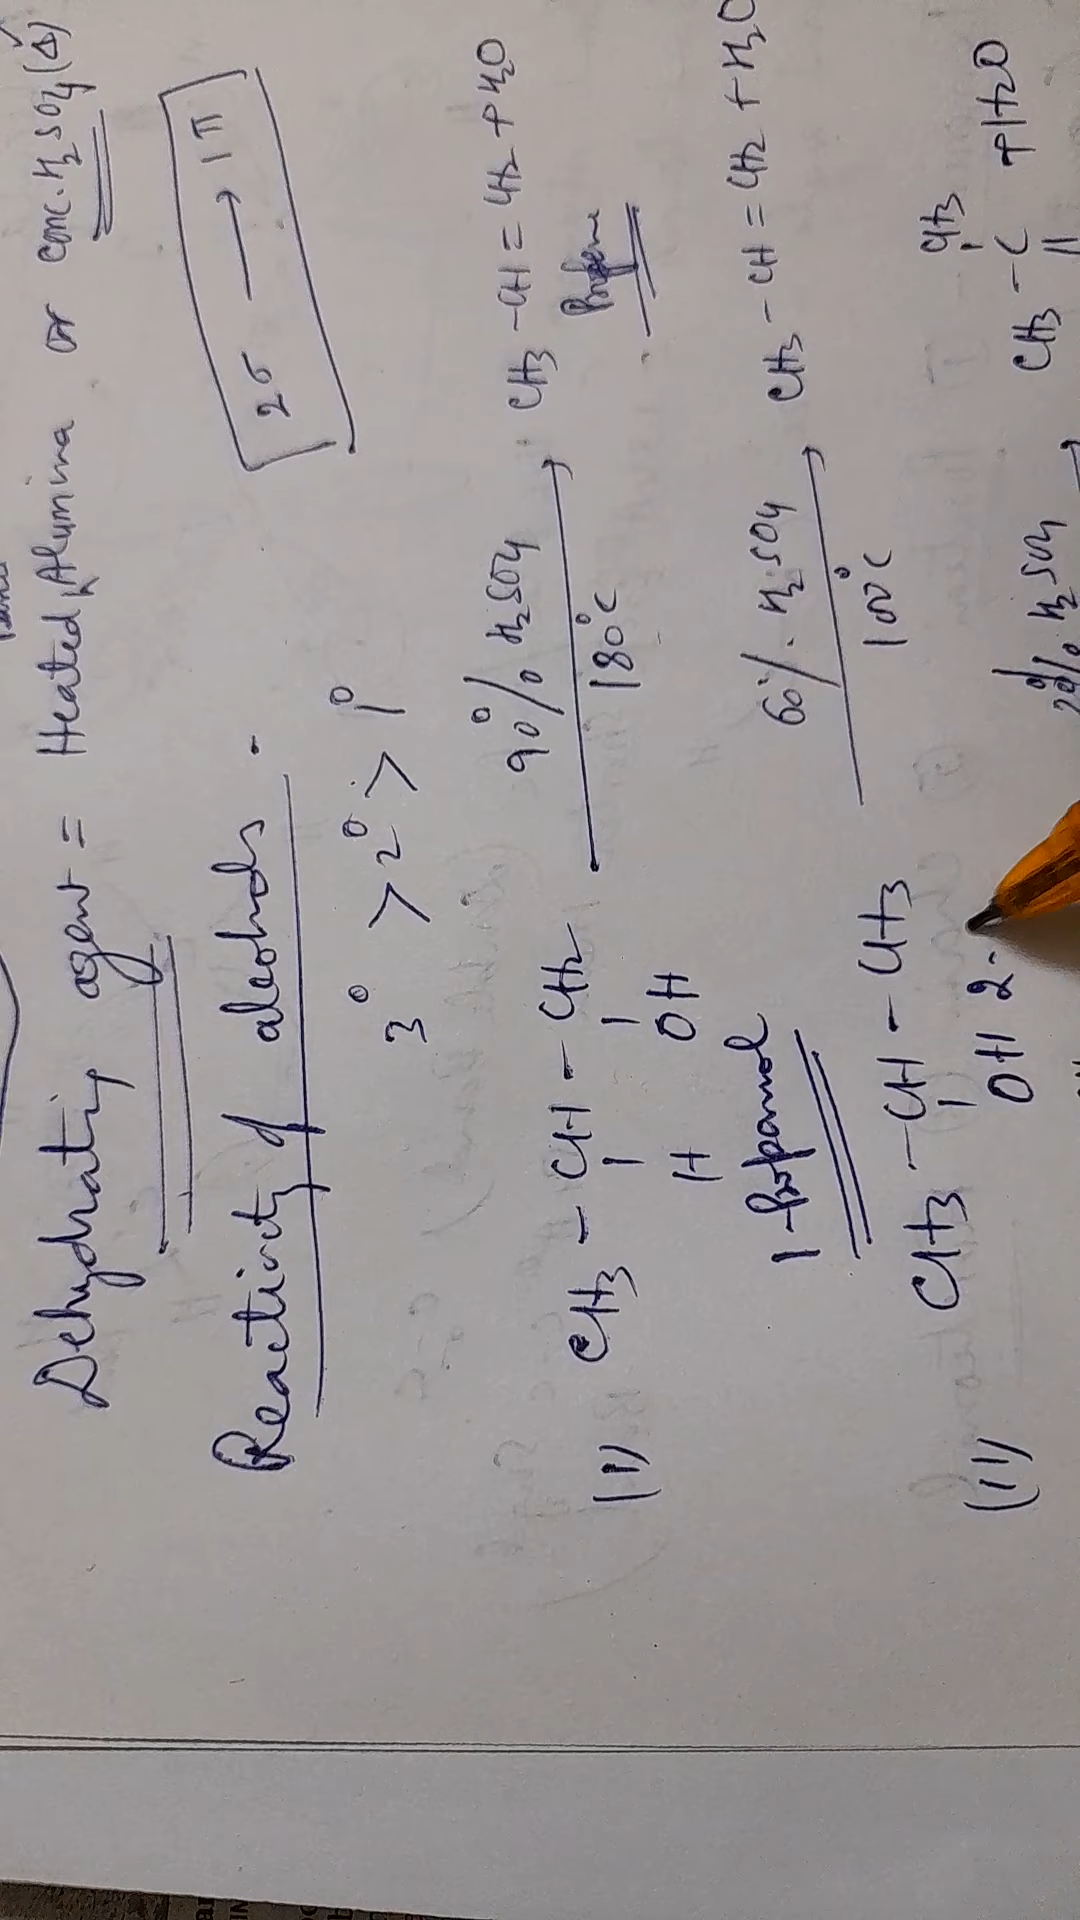 Dehydrating agent = Heated Alumina or conc. H2SO4 (Δ)
Reactivity of alcohols -
2σ → 1π
3° > 2° > 1°
(1) CH3 - CH - CH2 90% H2SO4 CH3 - CH = CH2 + H2O
H OH 180°C Propene
1-Propanol
(11) CH3 - CH - CH3 60% H2SO4 CH3 - CH = CH2 + H2O
OH 2- 100°C
CH3
20% H2SO4 CH3 - C + H2O